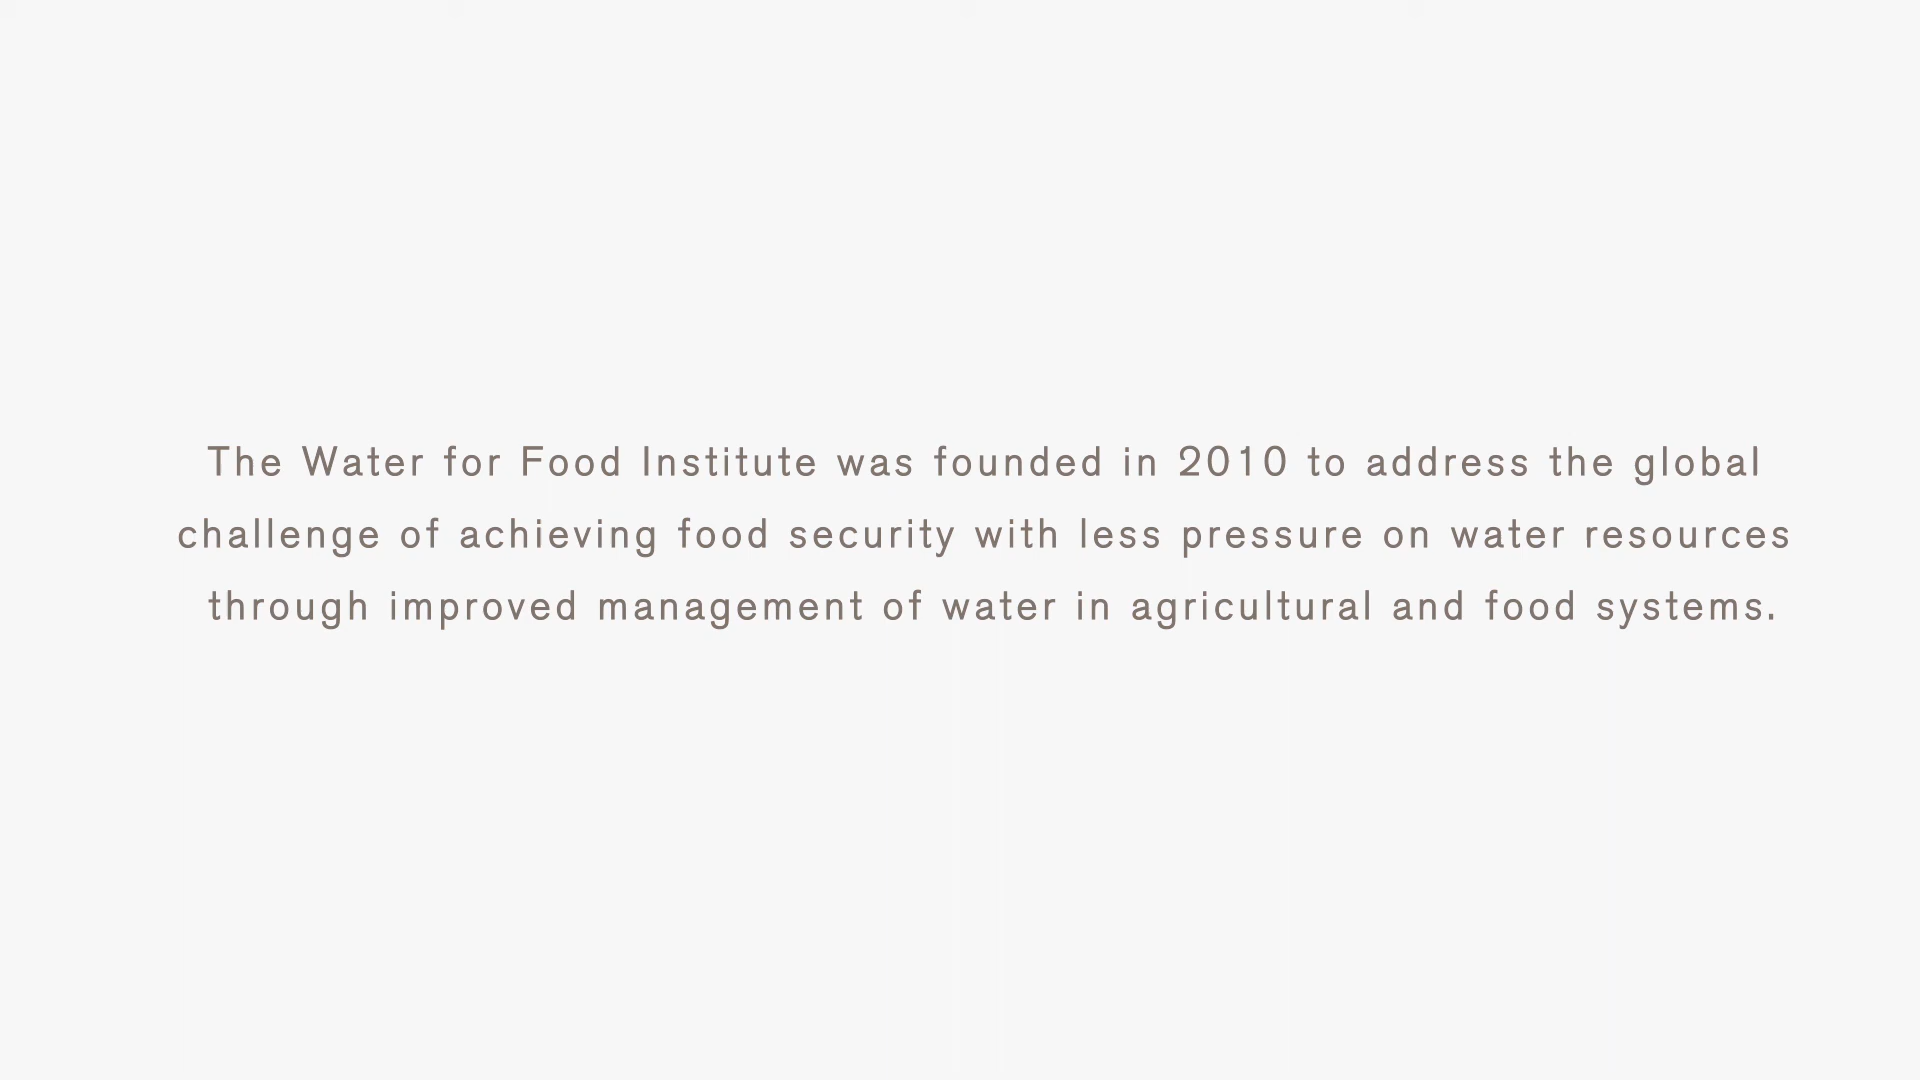 The Water for Food Institute was founded in 2010 to address the global
challenge of achieving food security with less pressure on water resources
through improved management of water in agricultural and food systems.